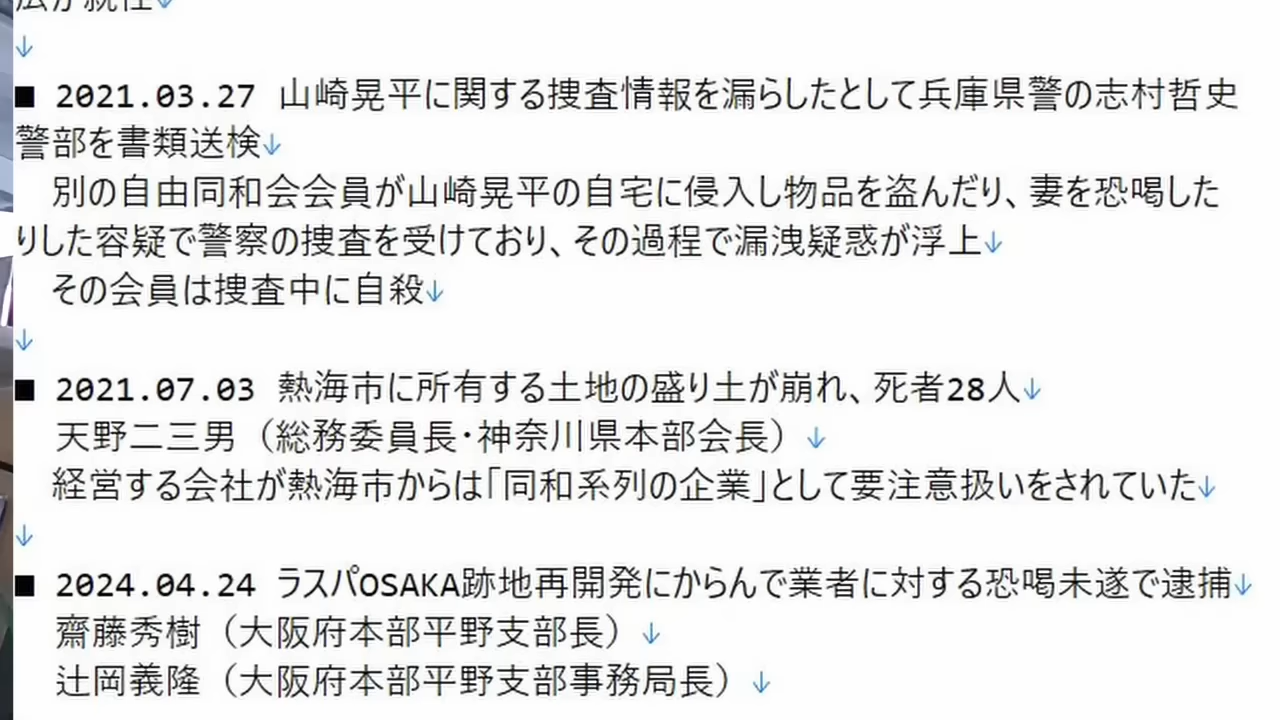 広が就任↓
↓
■ 2021.03.27 山崎晃平に関する捜査情報を漏らしたとして兵庫県警の志村哲史
警部を書類送検↓
別の自由同和会会員が山崎晃平の自宅に侵入し物品を盗んだり、妻を恐喝した
りした容疑で警察の捜査を受けており、その過程で漏洩疑惑が浮上↓
その会員は捜査中に自殺↓
↓
■ 2021.07.03 熱海市に所有する土地の盛り土が崩れ、死者28人↓
天野二三男（総務委員長・神奈川県本部会長）↓
経営する会社が熱海市からは「同和系列の企業」として要注意扱いをされていた↓
↓
■ 2024.04.24 ラスパOSAKA跡地再開発にからんで業者に対する恐喝未遂で逮捕↓
齋藤秀樹（大阪府本部平野支部長）↓
辻岡義隆（大阪府本部平野支部事務局長）↓